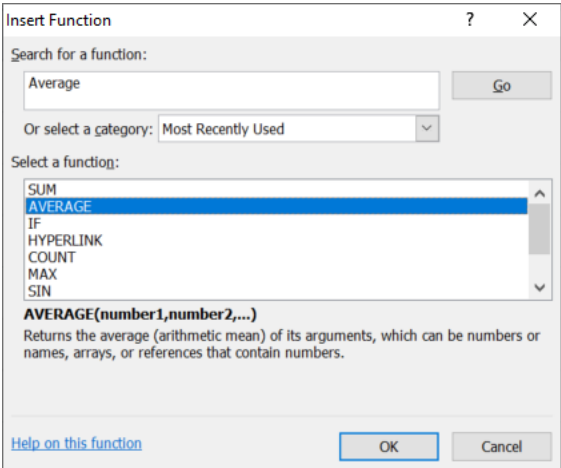 Insert Function
?
Search for a function:
Average
Go
Or select a category: Most Recently Used
Select a function:
SUM
AVERAGE
IF
HYPERLINK
COUNT
MAX
SIN
AVERAGE(number1,number2,...)
Returns the average (arithmetic mean) of its arguments, which can be numbers or
names, arrays, or references that contain numbers.
Help on this function
OK
Cancel